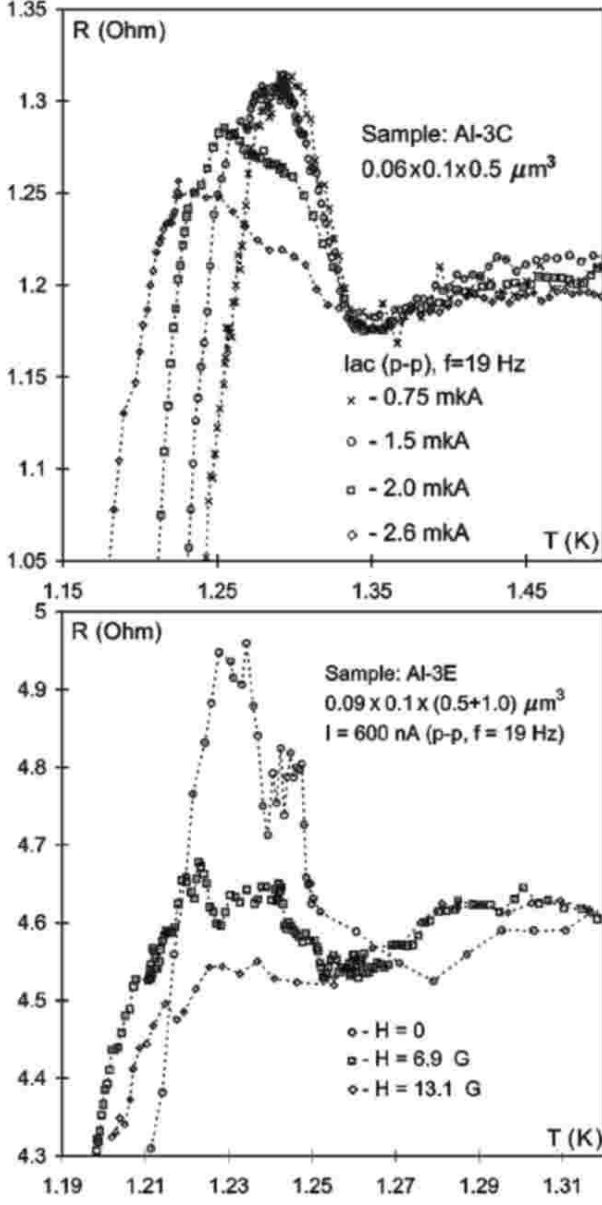 1.35
R (Ohm)
1.3
Sample: Al-3C
0.06x0.1x0.5 μm³
1.25
1.2
Iac (p-p), f=19 Hz
x - 0.75 mkA
1.15
o - 1.5 mkA
1.1
□ - 2.0 mkA
◇ - 2.6 mkA
T (K)
1.05
1.15 1.25 1.35 1.45
5
R (Ohm)
4.9
Sample: Al-3E
0.09 x 0.1 x (0.5+1.0) μm³
I = 600 nA (p-p, f = 19 Hz)
4.8
4.7
4.6
4.5
o - H = 0
□ - H = 6.9 G
4.4
◇ - H = 13.1 G
T (K)
4.3
1.19 1.21 1.23 1.25 1.27 1.29 1.31